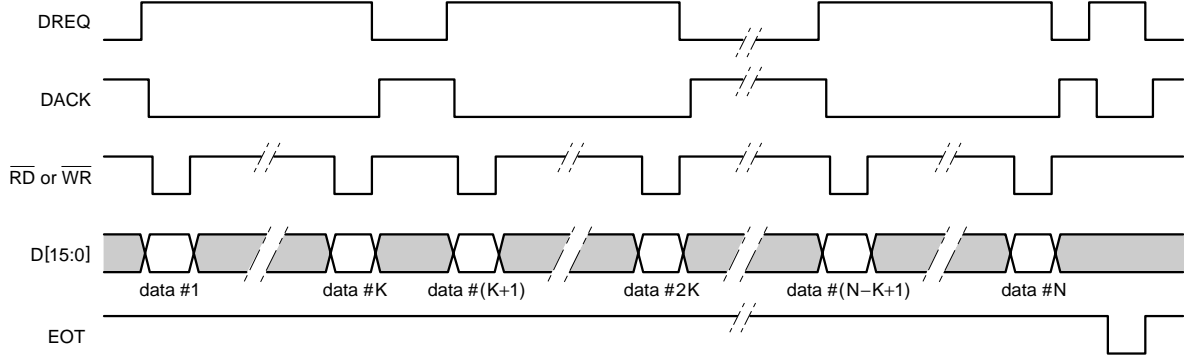 DREQ
DACK
RD or WR
D[15:0]
data #1
data #K
data #(K+1)
data #2K
data #(N−K+1)
data #N
EOT